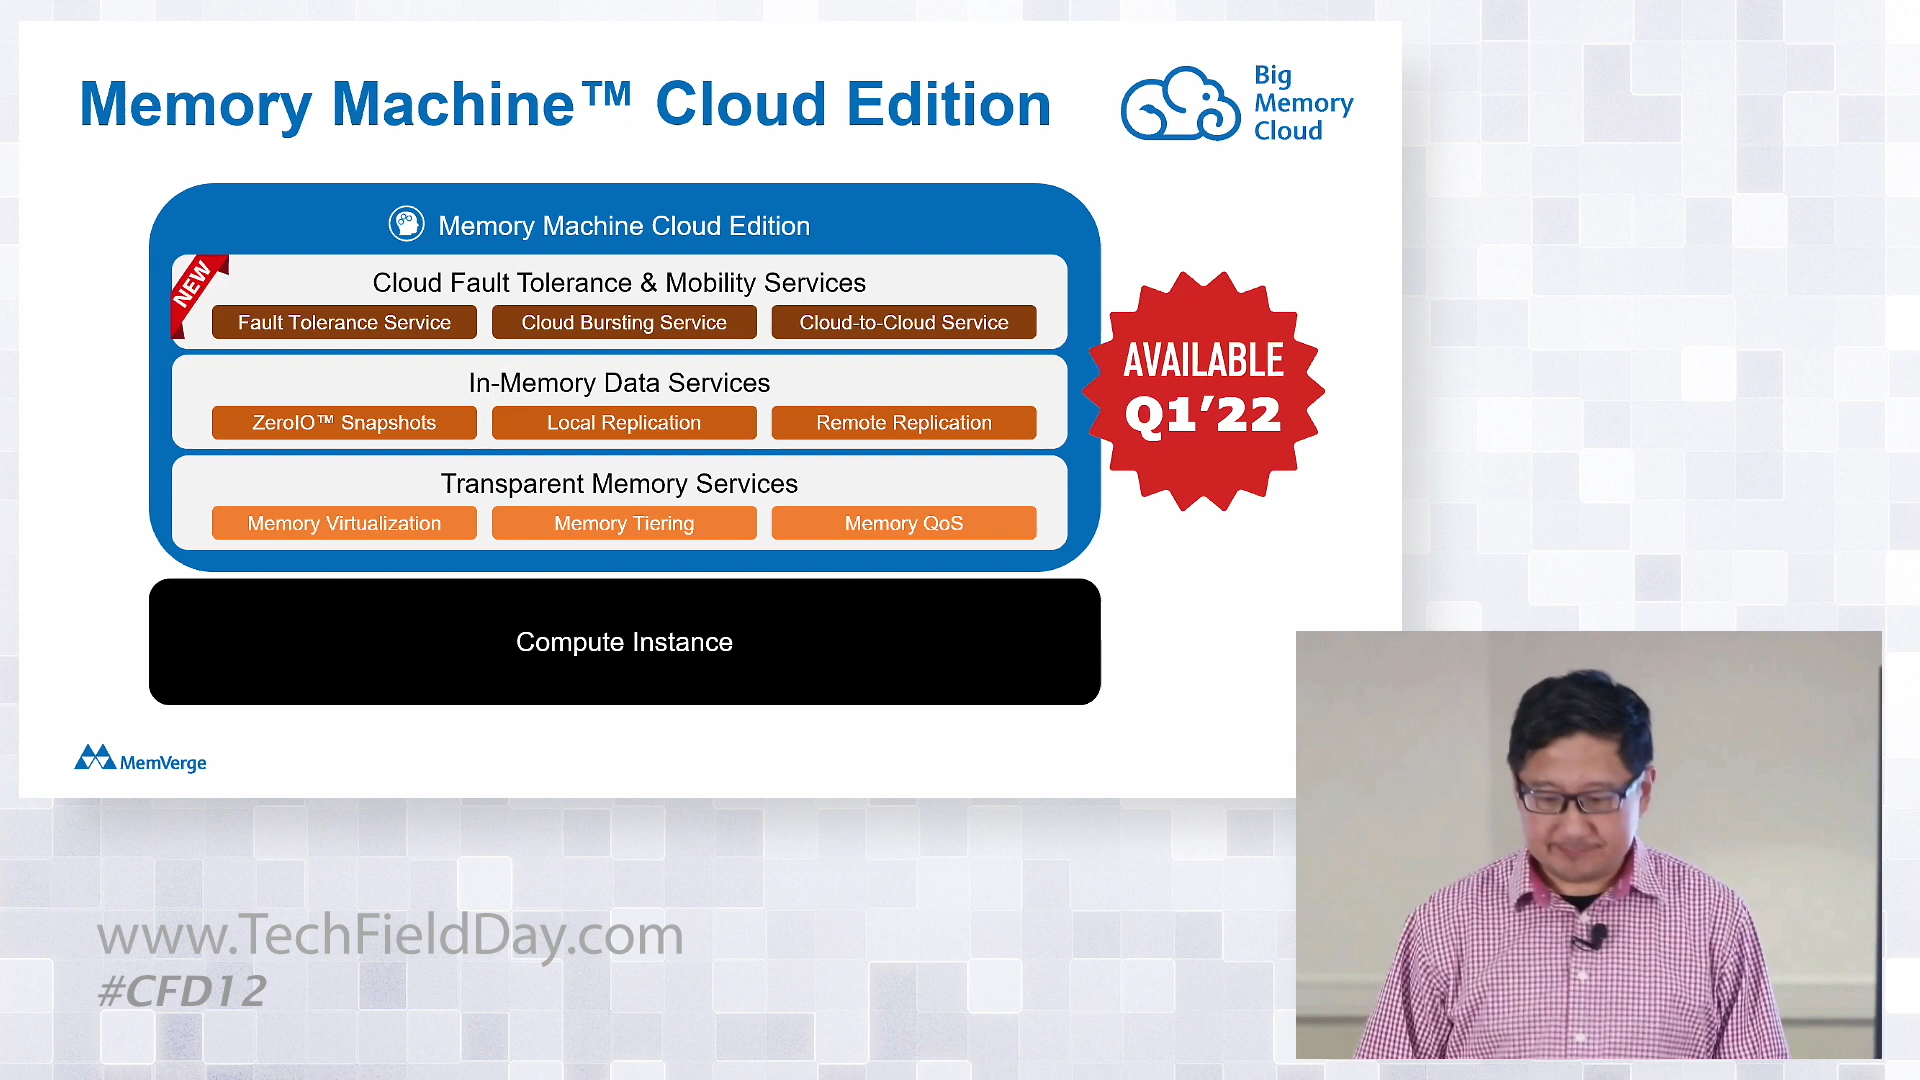 Memory Machine™ Cloud Edition
Big
Memory
Cloud
Memory Machine Cloud Edition
NEW
Cloud Fault Tolerance & Mobility Services
Fault Tolerance Service
Cloud Bursting Service
Cloud-to-Cloud Service
In-Memory Data Services
ZeroIO™ Snapshots
Local Replication
Remote Replication
Transparent Memory Services
Memory Virtualization
Memory Tiering
Memory QoS
AVAILABLE
Q1'22
Compute Instance
MemVerge
www.TechFieldDay.com
#CFD12